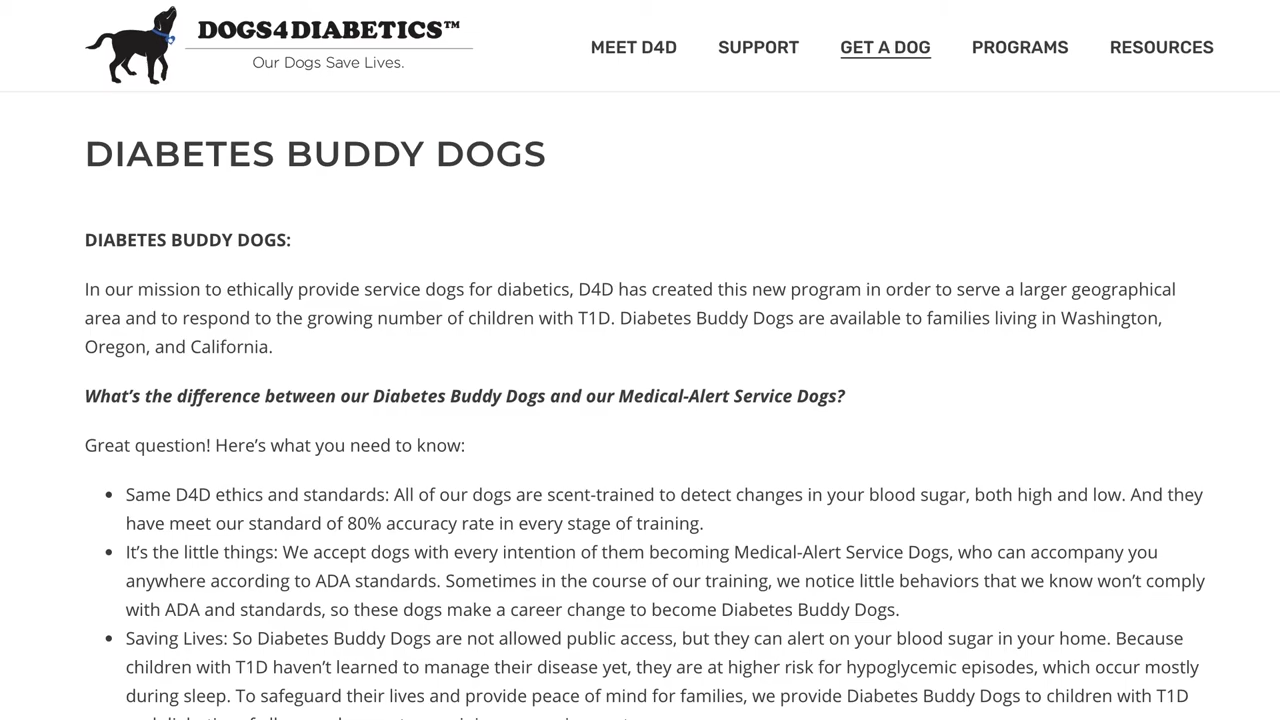 DOGS4DIABETICS™
Our Dogs Save Lives.
MEET D4D SUPPORT GET A DOG PROGRAMS RESOURCES
DIABETES BUDDY DOGS
DIABETES BUDDY DOGS:
In our mission to ethically provide service dogs for diabetics, D4D has created this new program in order to serve a larger geographical
area and to respond to the growing number of children with T1D. Diabetes Buddy Dogs are available to families living in Washington,
Oregon, and California.
What’s the difference between our Diabetes Buddy Dogs and our Medical-Alert Service Dogs?
Great question! Here’s what you need to know:
• Same D4D ethics and standards: All of our dogs are scent-trained to detect changes in your blood sugar, both high and low. And they
have meet our standard of 80% accuracy rate in every stage of training.
• It’s the little things: We accept dogs with every intention of them becoming Medical-Alert Service Dogs, who can accompany you
anywhere according to ADA standards. Sometimes in the course of our training, we notice little behaviors that we know won’t comply
with ADA and standards, so these dogs make a career change to become Diabetes Buddy Dogs.
• Saving Lives: So Diabetes Buddy Dogs are not allowed public access, but they can alert on your blood sugar in your home. Because
children with T1D haven’t learned to manage their disease yet, they are at higher risk for hypoglycemic episodes, which occur mostly
during sleep. To safeguard their lives and provide peace of mind for families, we provide Diabetes Buddy Dogs to children with T1D